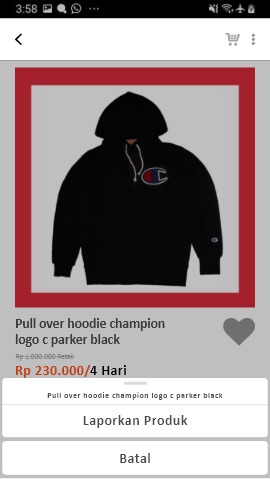 3:58
Pull over hoodie champion
logo c parker black
Rp 1.000.000 Retail
Rp 230.000/4 Hari
Pull over hoodie champion logo c parker black
Laporkan Produk
Batal